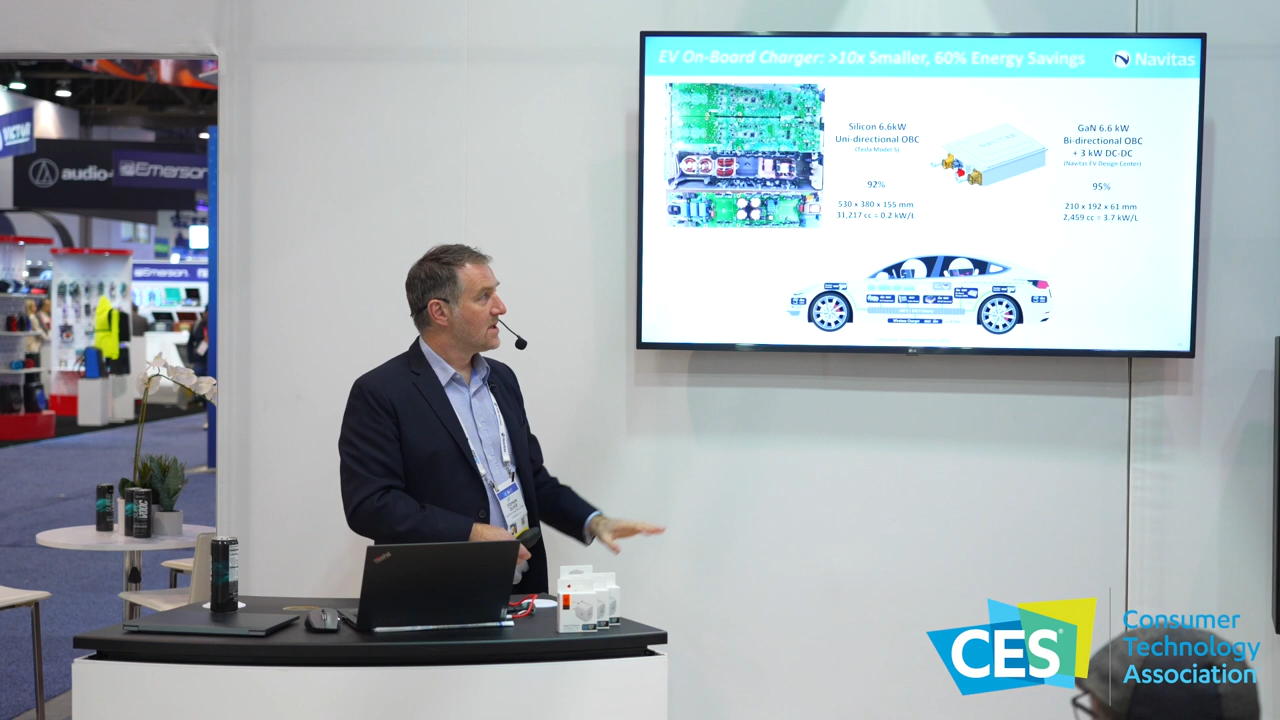 EV On-Board Charger: >10x Smaller, 60% Energy Savings
Navitas
Silicon 6.6kW
Uni-directional OBC
(Tesla Model S)
92%
530 x 380 x 155 mm
31,217 cc = 0.2 kW/L
GaN 6.6 kW
Bi-directional OBC
+ 3 kW DC-DC
(Navitas EV Design Center)
95%
210 x 192 x 61 mm
2,459 cc = 3.7 kW/L
LG
audio-
Emerson
Emerson
ThinkPad
CES®
Consumer
Technology
Association